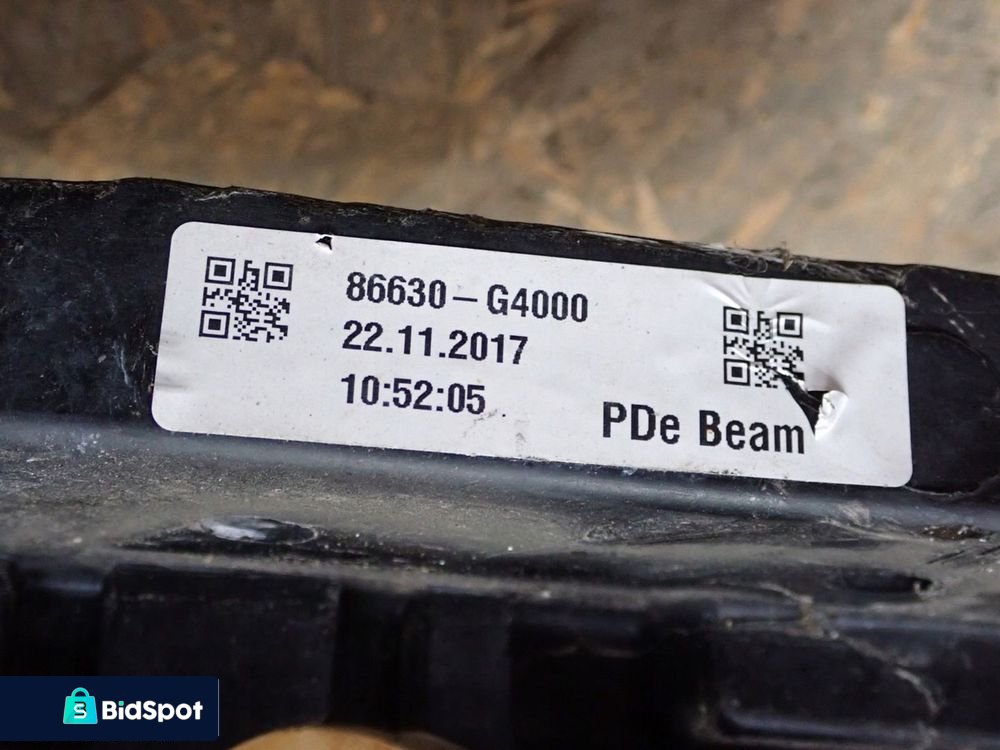 86630-G4000
22.11.2017
10:52:05
PDe Beam
BidSpot